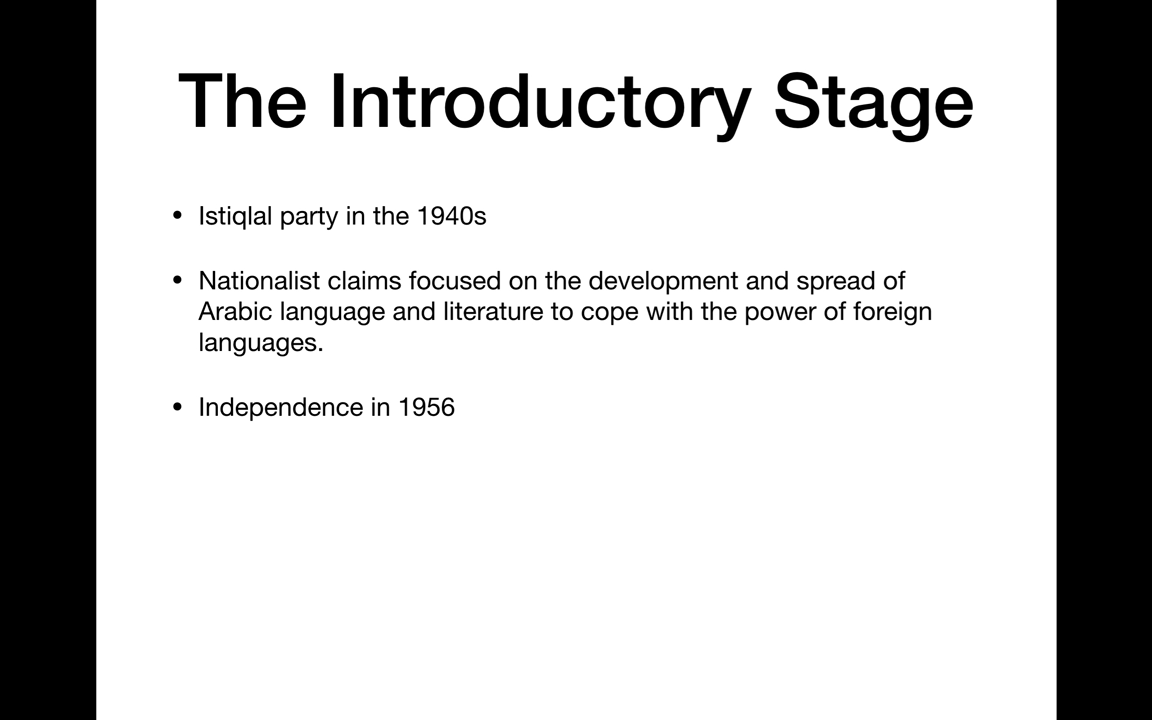 The Introductory Stage
• Istiqlal party in the 1940s
• Nationalist claims focused on the development and spread of
Arabic language and literature to cope with the power of foreign
languages.
• Independence in 1956